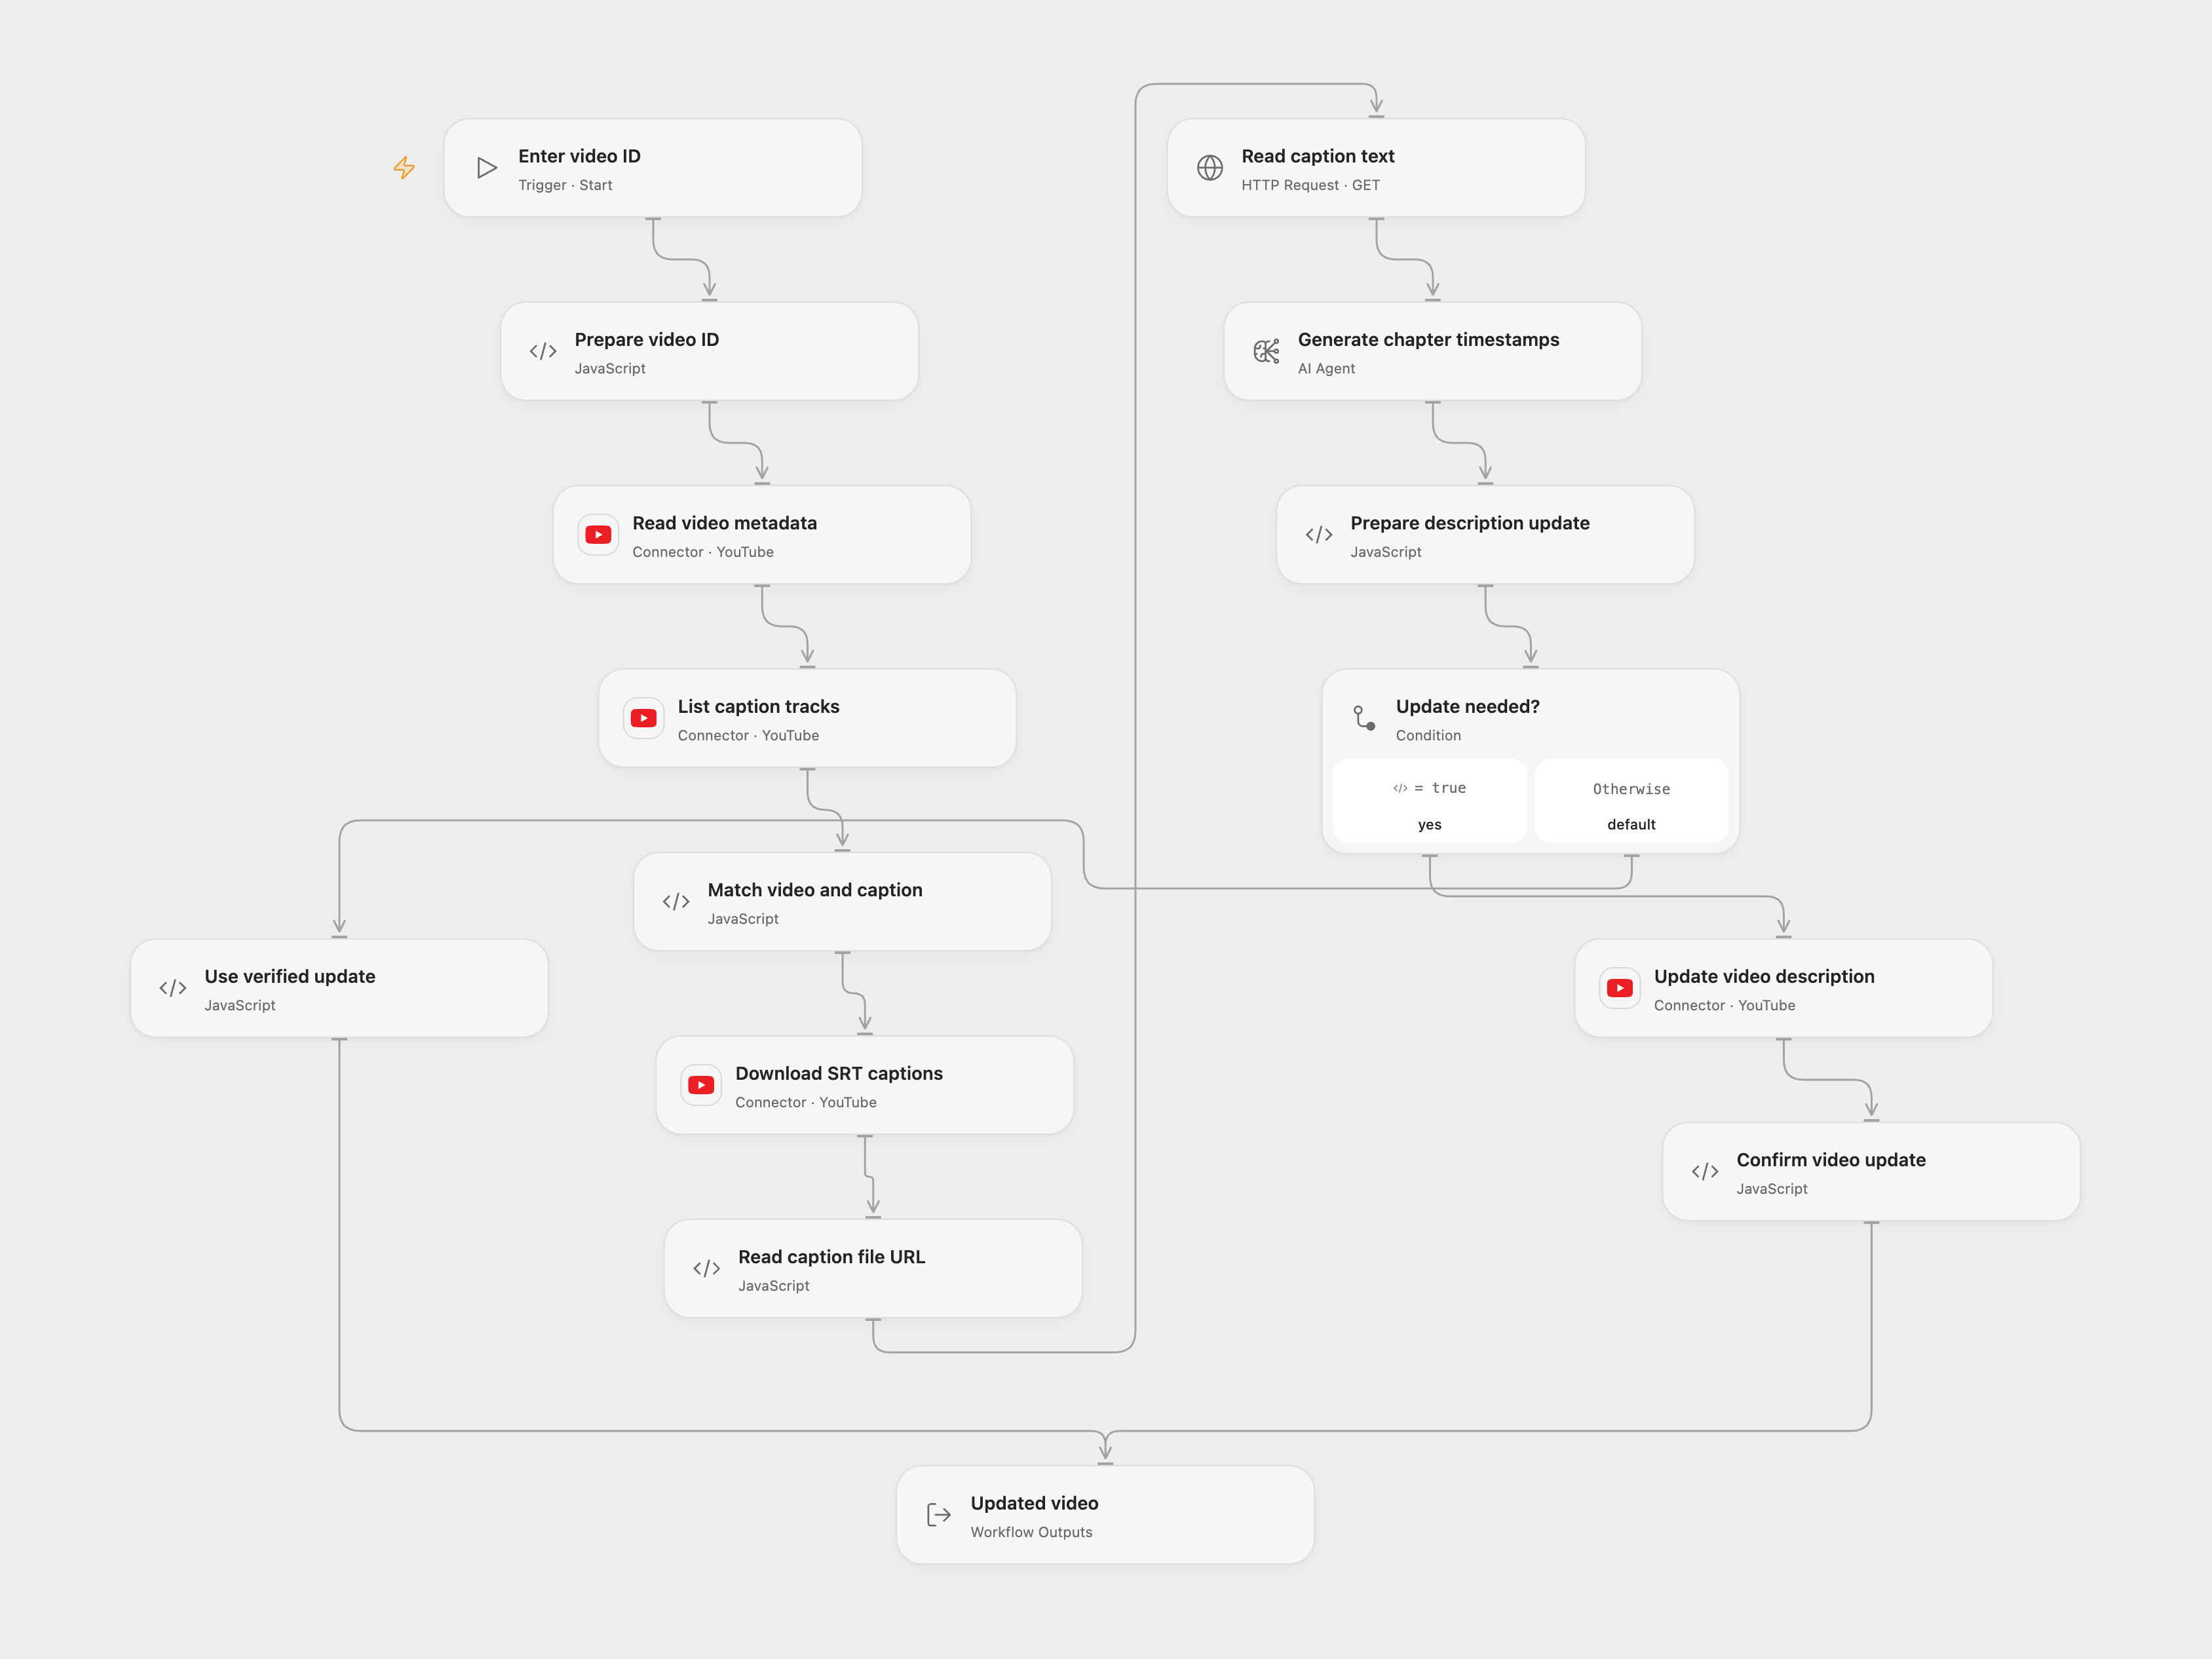 Enter video ID
Trigger · Start
Prepare video ID
JavaScript
Read video metadata
Connector · YouTube
List caption tracks
Connector · YouTube
Match video and caption
JavaScript
Download SRT captions
Connector · YouTube
Read caption file URL
JavaScript
Read caption text
HTTP Request · GET
Generate chapter timestamps
AI Agent
Prepare description update
JavaScript
Update needed?
Condition
</> = true
yes
Otherwise
default
Use verified update
JavaScript
Update video description
Connector · YouTube
Confirm video update
JavaScript
Updated video
Workflow Outputs